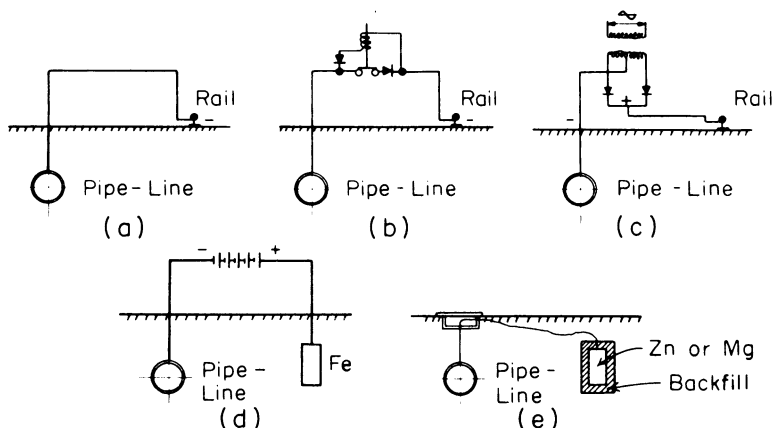 Rail
−
Pipe-Line
(a)
Rail
−
Pipe-Line
(b)
−
+
Rail
Pipe-Line
(c)
− +
Pipe-
Line
Fe
(d)
Pipe-
Line
Zn or Mg
Backfill
(e)